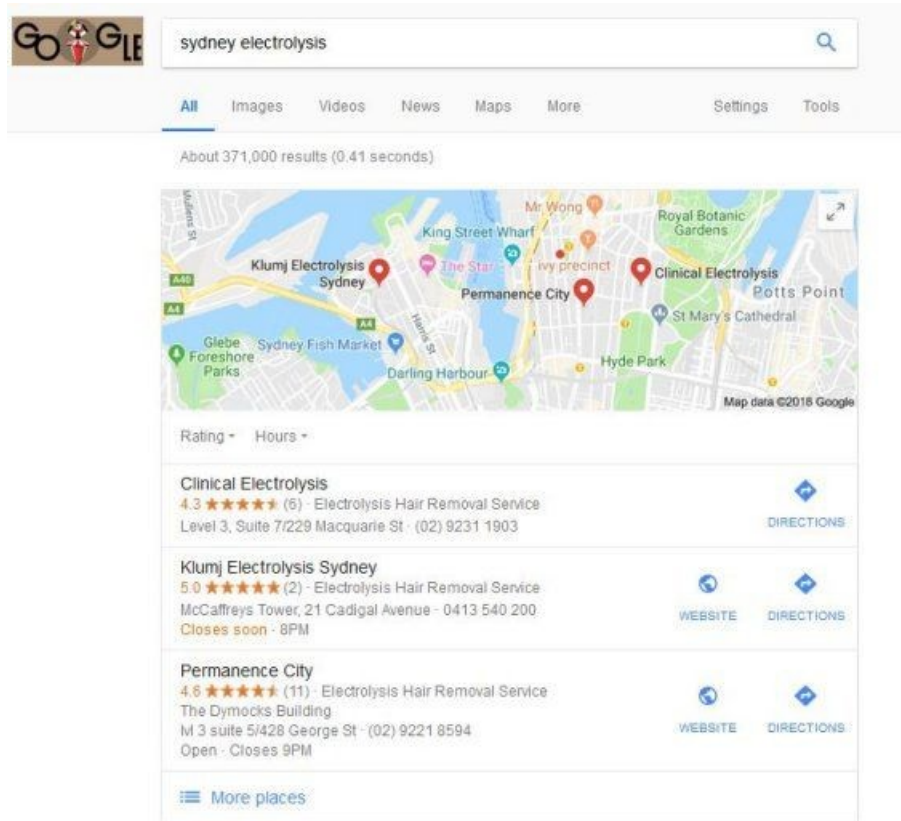 GOOGLE
sydney electrolysis
All Images Videos News Maps More Settings Tools
About 371,000 results (0.41 seconds)
Mullens St
Mr Wong
Royal Botanic
Gardens
King Street Wharf
Klumj Electrolysis
Sydney
The Star
ivy precinct
Clinical Electrolysis
A40
Permanence City
Potts Point
A4
St Mary's Cathedral
A4
Harris St
Glebe
Foreshore
Parks
Sydney Fish Market
Hyde Park
Darling Harbour
Map data ©2018 Google
Rating Hours
Clinical Electrolysis
4.3 ★★★★★ (6) · Electrolysis Hair Removal Service
Level 3, Suite 7/229 Macquarie St · (02) 9231 1903
DIRECTIONS
Klumj Electrolysis Sydney
5.0 ★★★★★ (2) · Electrolysis Hair Removal Service
McCaffreys Tower, 21 Cadigal Avenue · 0413 540 200
Closes soon · 8PM
WEBSITE DIRECTIONS
Permanence City
4.6 ★★★★★ (11) · Electrolysis Hair Removal Service
The Dymocks Building
lvl 3 suite 5/428 George St · (02) 9221 8594
Open · Closes 9PM
WEBSITE DIRECTIONS
More places